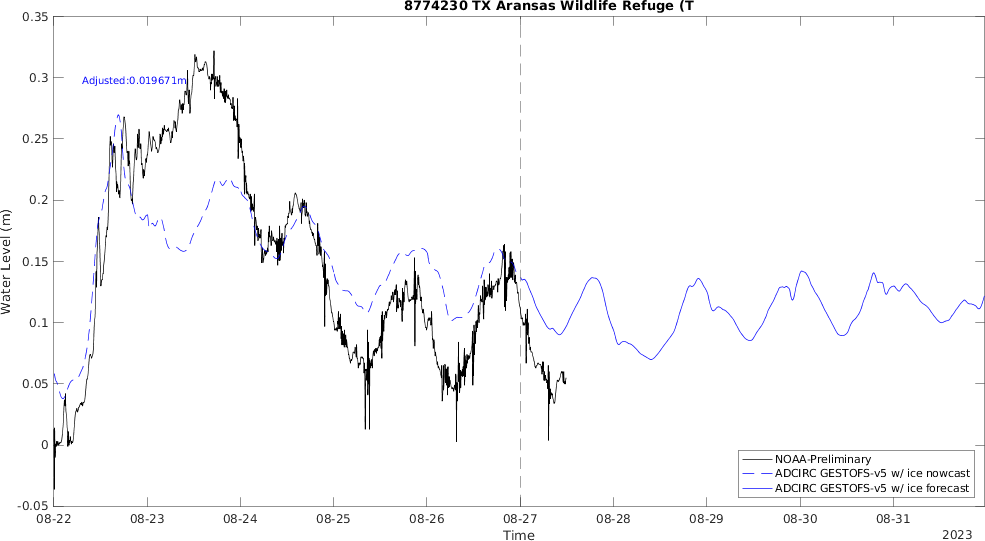 8774230 TX Aransas Wildlife Refuge (T
0.35
0.3
0.25
0.2
0.15
0.1
0.05
0
-0.05
Water Level (m)
Adjusted:0.019671m
NOAA-Preliminary
ADCIRC GESTOFS-v5 w/ ice nowcast
ADCIRC GESTOFS-v5 w/ ice forecast
08-22 08-23 08-24 08-25 08-26 08-27 08-28 08-29 08-30 08-31
Time
2023